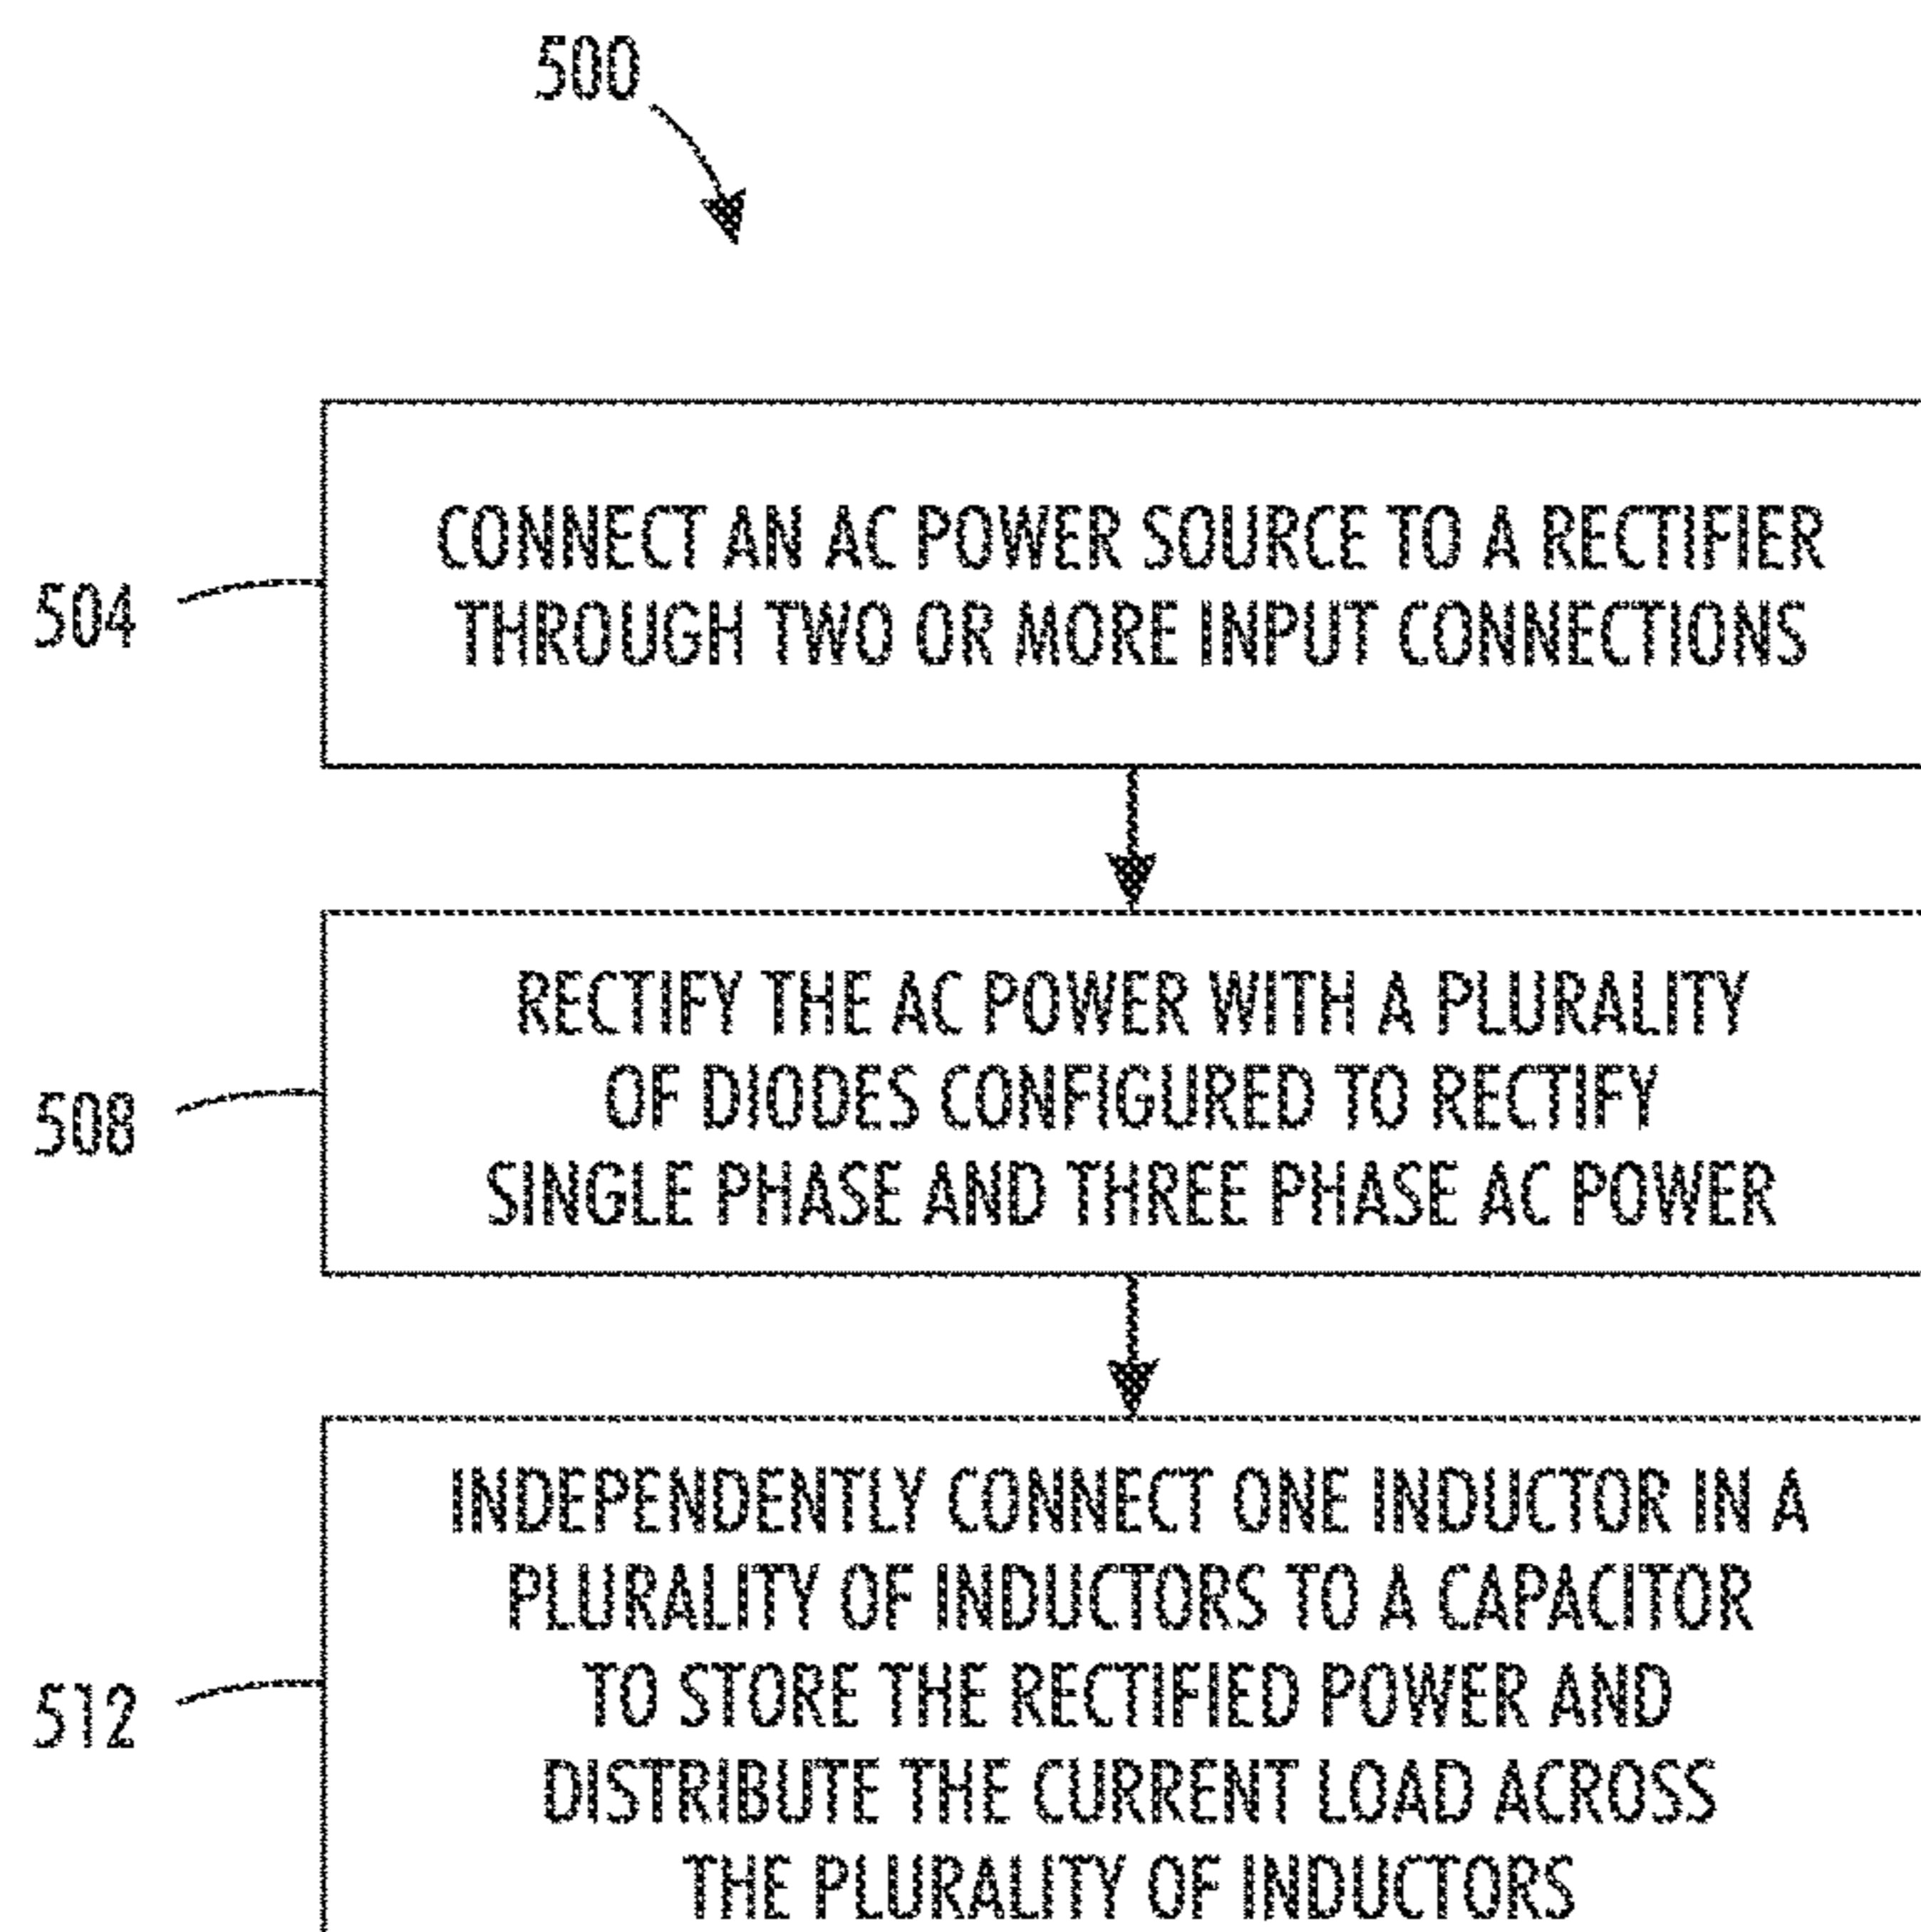 500
504
CONNECT AN AC POWER SOURCE TO A RECTIFIER
THROUGH TWO OR MORE INPUT CONNECTIONS
508
RECTIFY THE AC POWER WITH A PLURALITY
OF DIODES CONFIGURED TO RECTIFY
SINGLE PHASE AND THREE PHASE AC POWER
512
INDEPENDENTLY CONNECT ONE INDUCTOR IN A
PLURALITY OF INDUCTORS TO A CAPACITOR
TO STORE THE RECTIFIED POWER AND
DISTRIBUTE THE CURRENT LOAD ACROSS
THE PLURALITY OF INDUCTORS